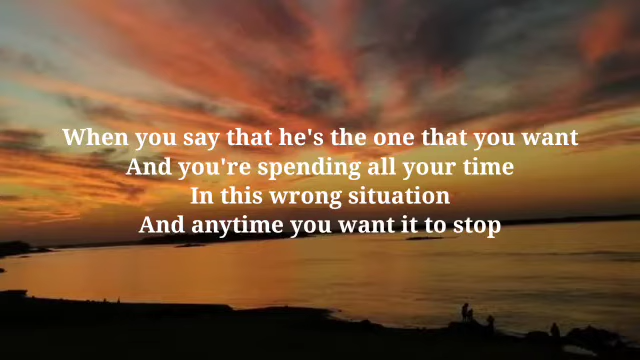 When you say that he's the one that you want
And you're spending all your time
In this wrong situation
And anytime you want it to stop